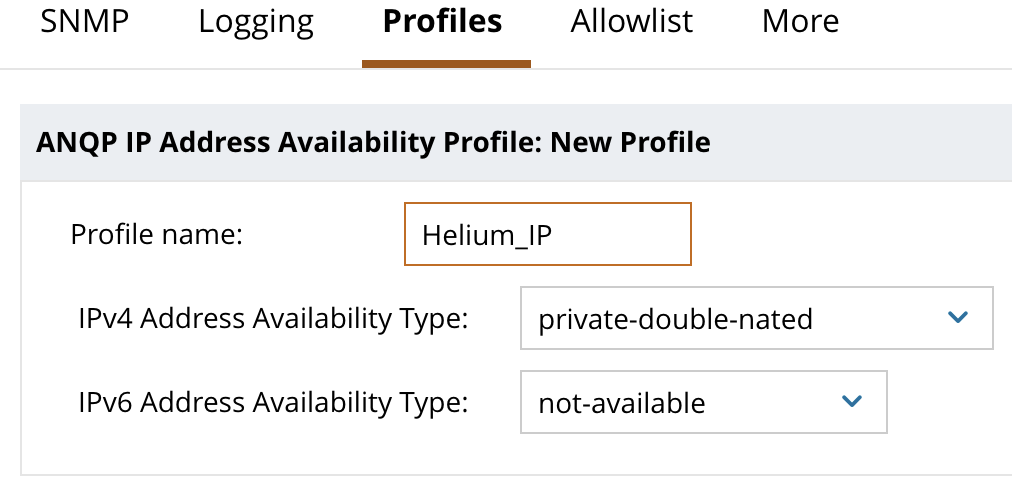 SNMP Logging Profiles Allowlist More
ANQP IP Address Availability Profile: New Profile
Profile name: Helium_IP
IPv4 Address Availability Type: private-double-nated
IPv6 Address Availability Type: not-available